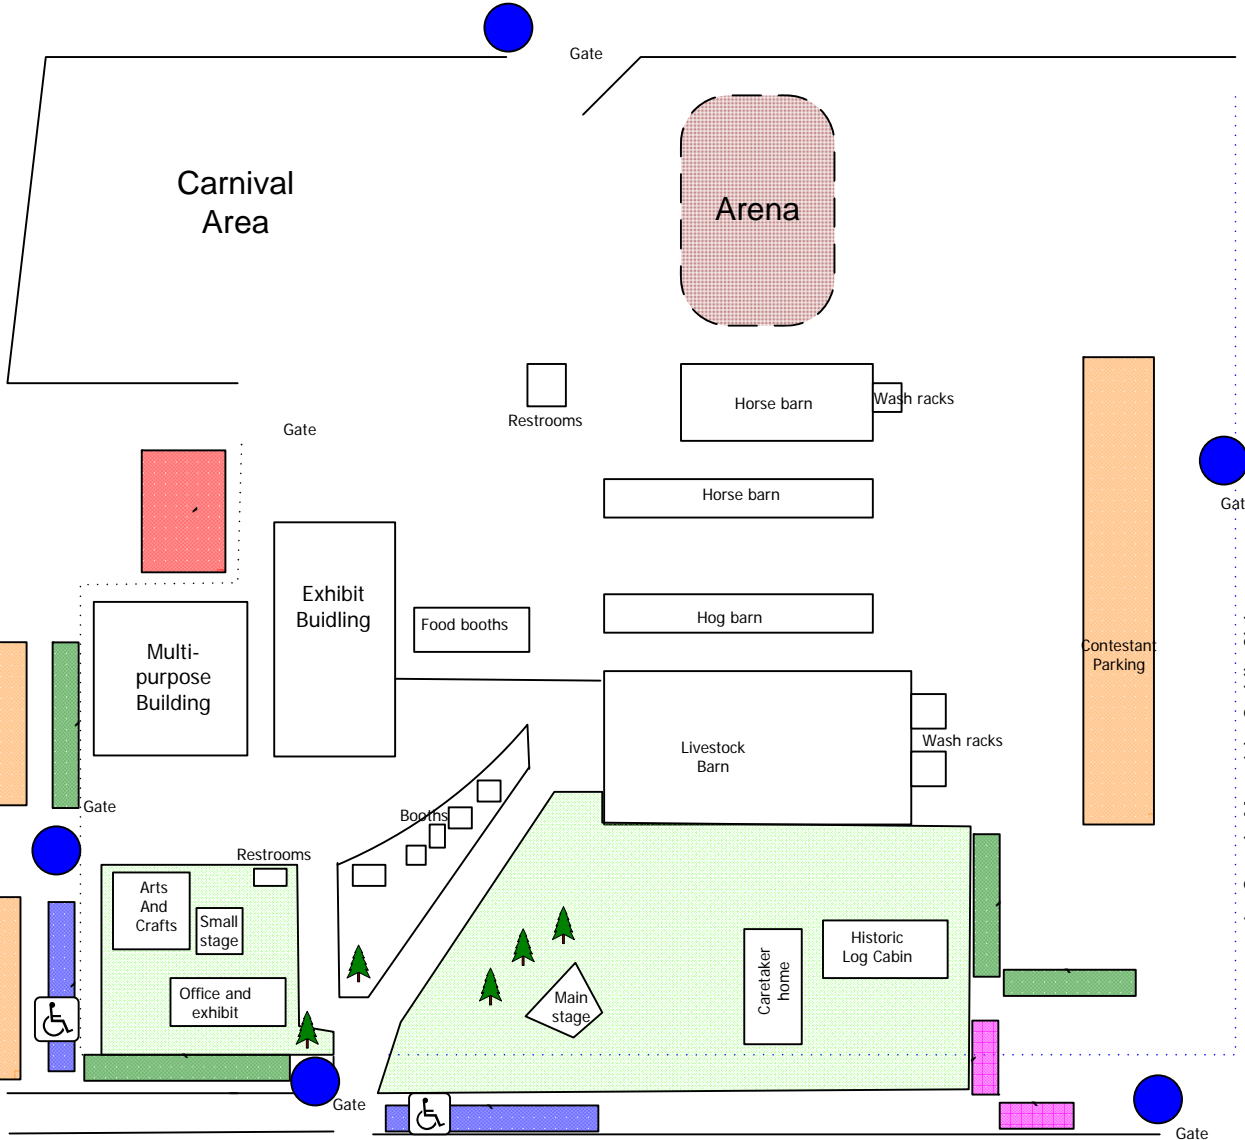 Gate
Carnival
Area
Arena
Horse barn
Wash racks
Restrooms
Gate
Horse barn
Exhibit
Buidling
Food booths
Hog barn
Multi-
purpose
Building
Contestant
Parking
Livestock
Barn
Wash racks
Gate
Booths
Restrooms
Arts
And
Crafts
Small
stage
Historic
Log Cabin
Caretaker
home
Office and
exhibit
Main
stage
Gate
Gate